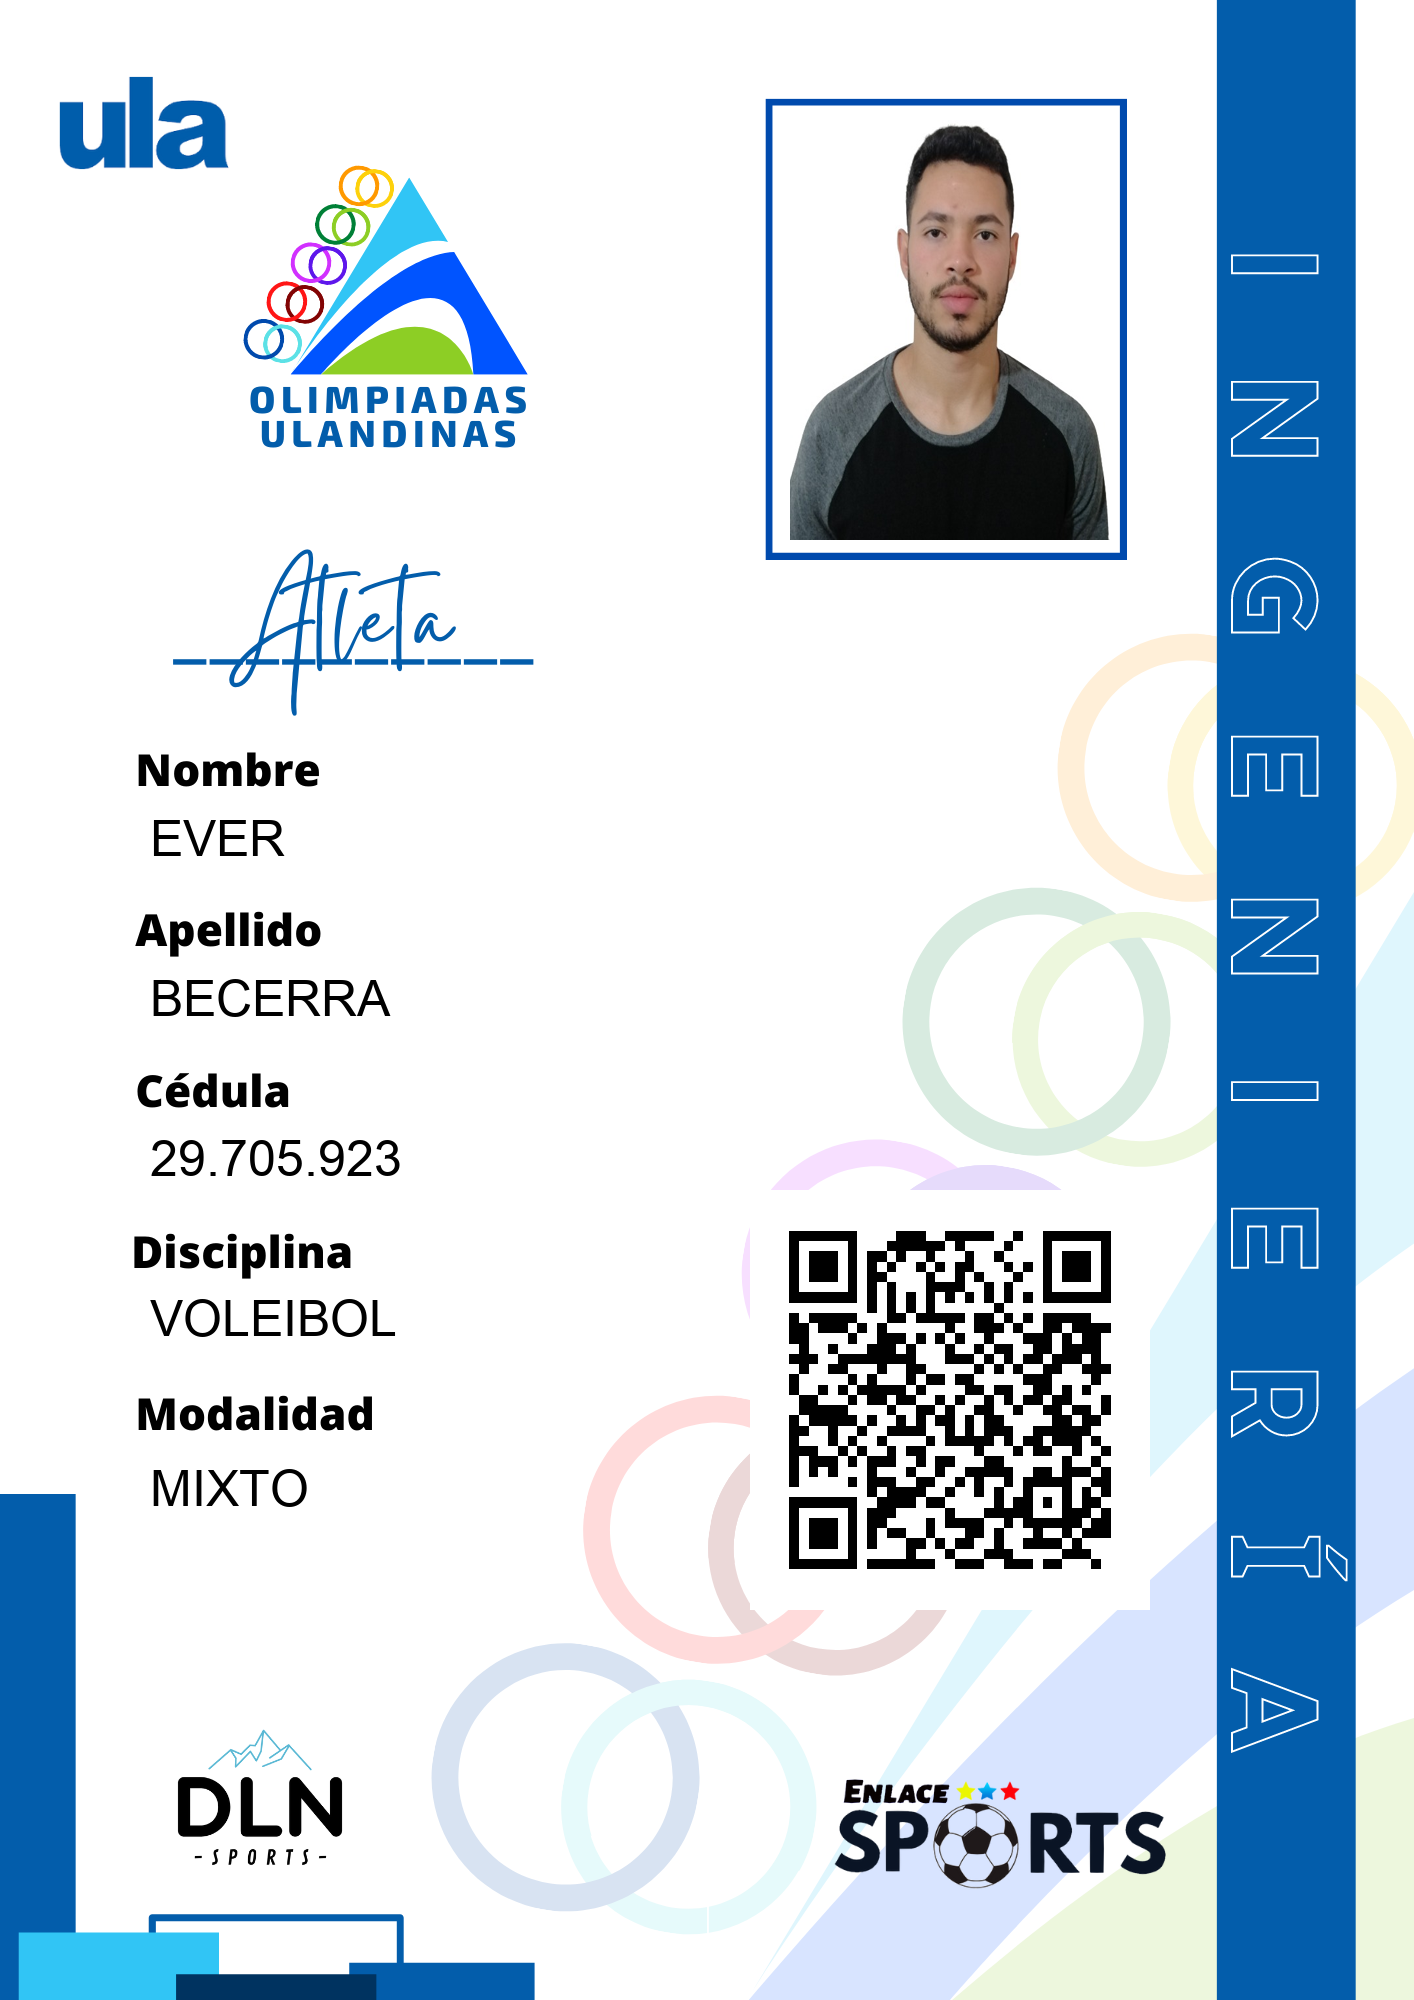 ula
OLIMPIADAS
ULANDINAS
Atleta
Nombre
EVER
Apellido
BECERRA
Cédula
29.705.923
Disciplina
VOLEIBOL
Modalidad
MIXTO
INGENIERÍA
DLN
-SPORTS-
ENLACE
SPORTS